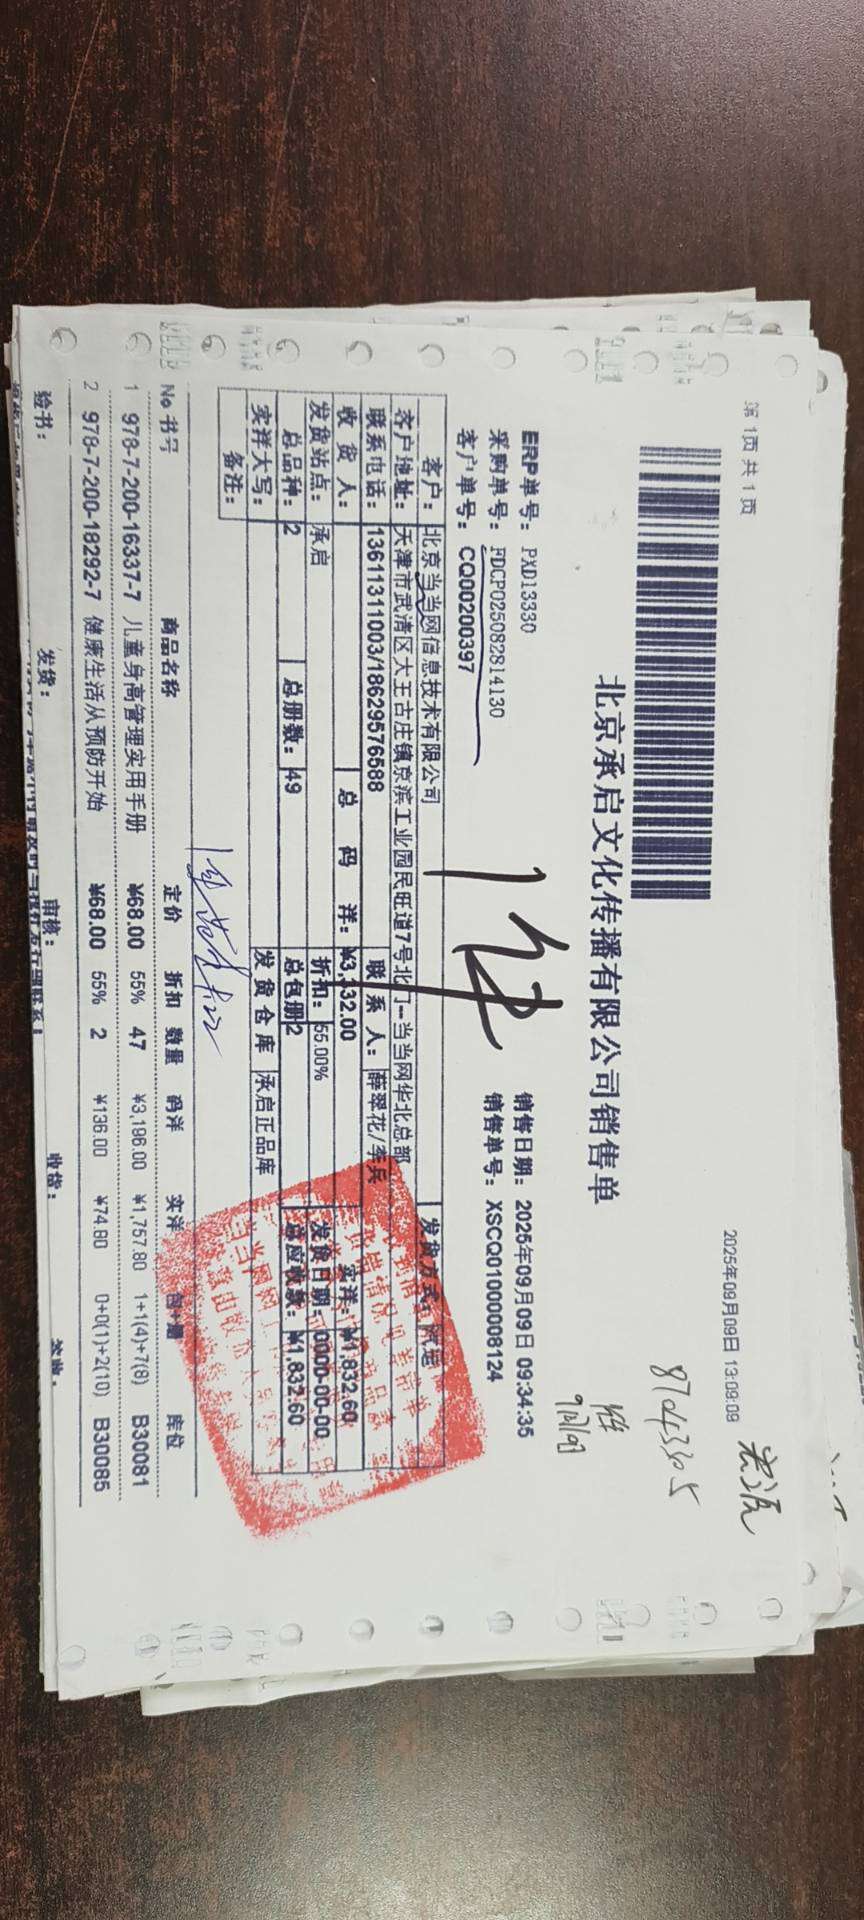 第 1页 共 1 页
2025年09月09日 13:09:09
宏海
8704 3305
北京承启文化传播有限公司销售单
9月9日
ERP单号: PXD13330
销售日期: 2025年09月09日 09:34:35
采购单号: FDCP025082814130
销售单号: XSCQ01000008124
客户单号: CQ00200397
1件
客户: 北京当当网信息技术有限公司 发货方式:
客户地址: 天津市武清区大王古庄镇京滨工业园民旺道7号北门--当当网华北总部
联系电话: 13611311003/18629576588 联 系 人: 薛翠花/李兵
收 货 人: 总 码 洋: ¥3,332.00 实洋: ¥1,832.60
发货站点: 承启 折扣: 55.00% 发货日期: 0000-00-00
总品种: 2 总册数: 49 总包册 2 总应收款: ¥1,832.60
实洋大写: 发 货 仓 库 承启正品库
备注:
No 书号 商品名称 定价 折扣 数量 码洋 实洋 包+册 库位
1 978-7-200-16337-7 儿童身高管理实用手册 ¥68.00 55% 47 ¥3,196.00 ¥1,757.80 1+1(4)+7(8) B30081
2 978-7-200-18292-7 健康生活从预防开始 ¥68.00 55% 2 ¥136.00 ¥74.80 0+0(1)+2(10) B30085
验书: 发货: 审核: 收货: